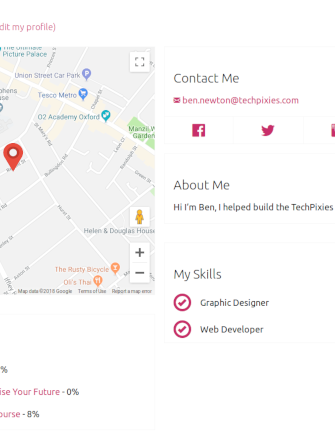 dit my profile)
The Ultimate
Picture Palace
Union Street Car Park
Tesco Metro
O2 Academy Oxford
Manzil W
Gardens
Helen & Douglas House
The Rusty Bicycle
Oli's Thai
Map data ©2018 Google Terms of Use Report a map error
%
ise Your Future - 0%
ourse - 8%
Contact Me
ben.newton@techpixies.com
About Me
Hi I'm Ben, I helped build the TechPixies
My Skills
Graphic Designer
Web Developer